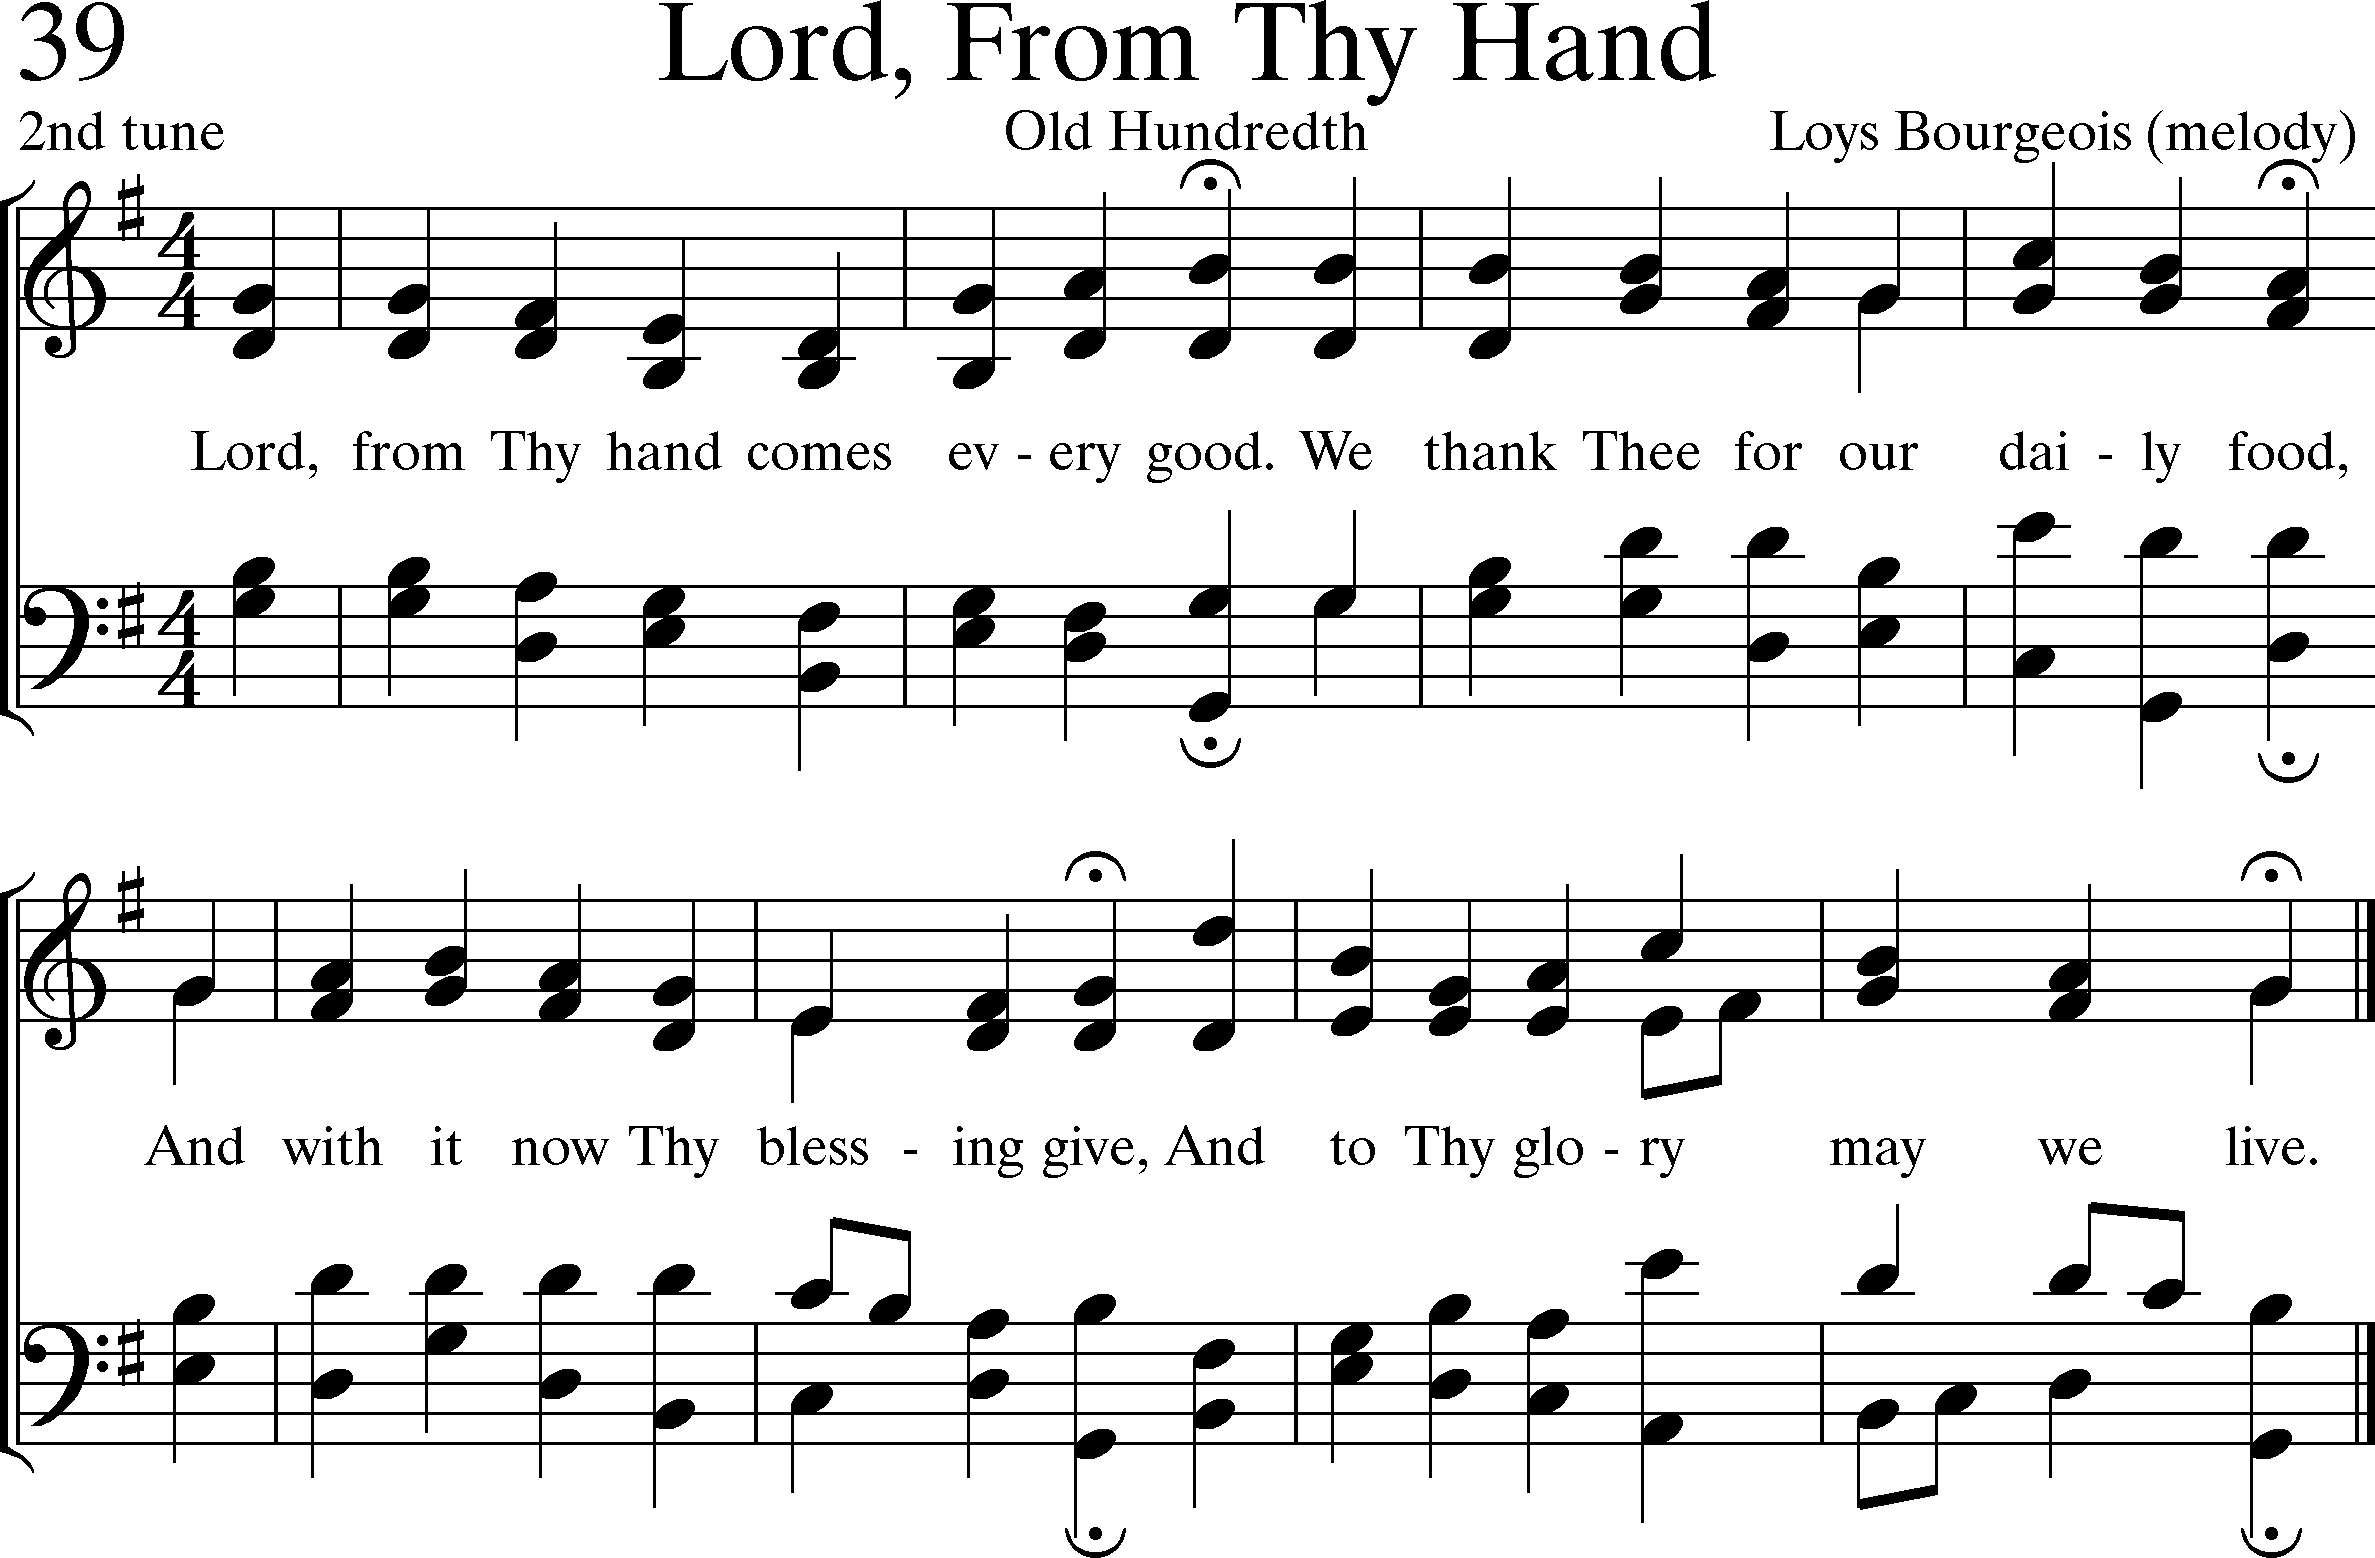 39 Lord, From Thy Hand
2nd tune Old Hundredth Loys Bourgeois (melody)
Lord, from Thy hand comes ev - ery good. We thank Thee for our dai - ly food,
And with it now Thy bless - ing give, And to Thy glo - ry may we live.